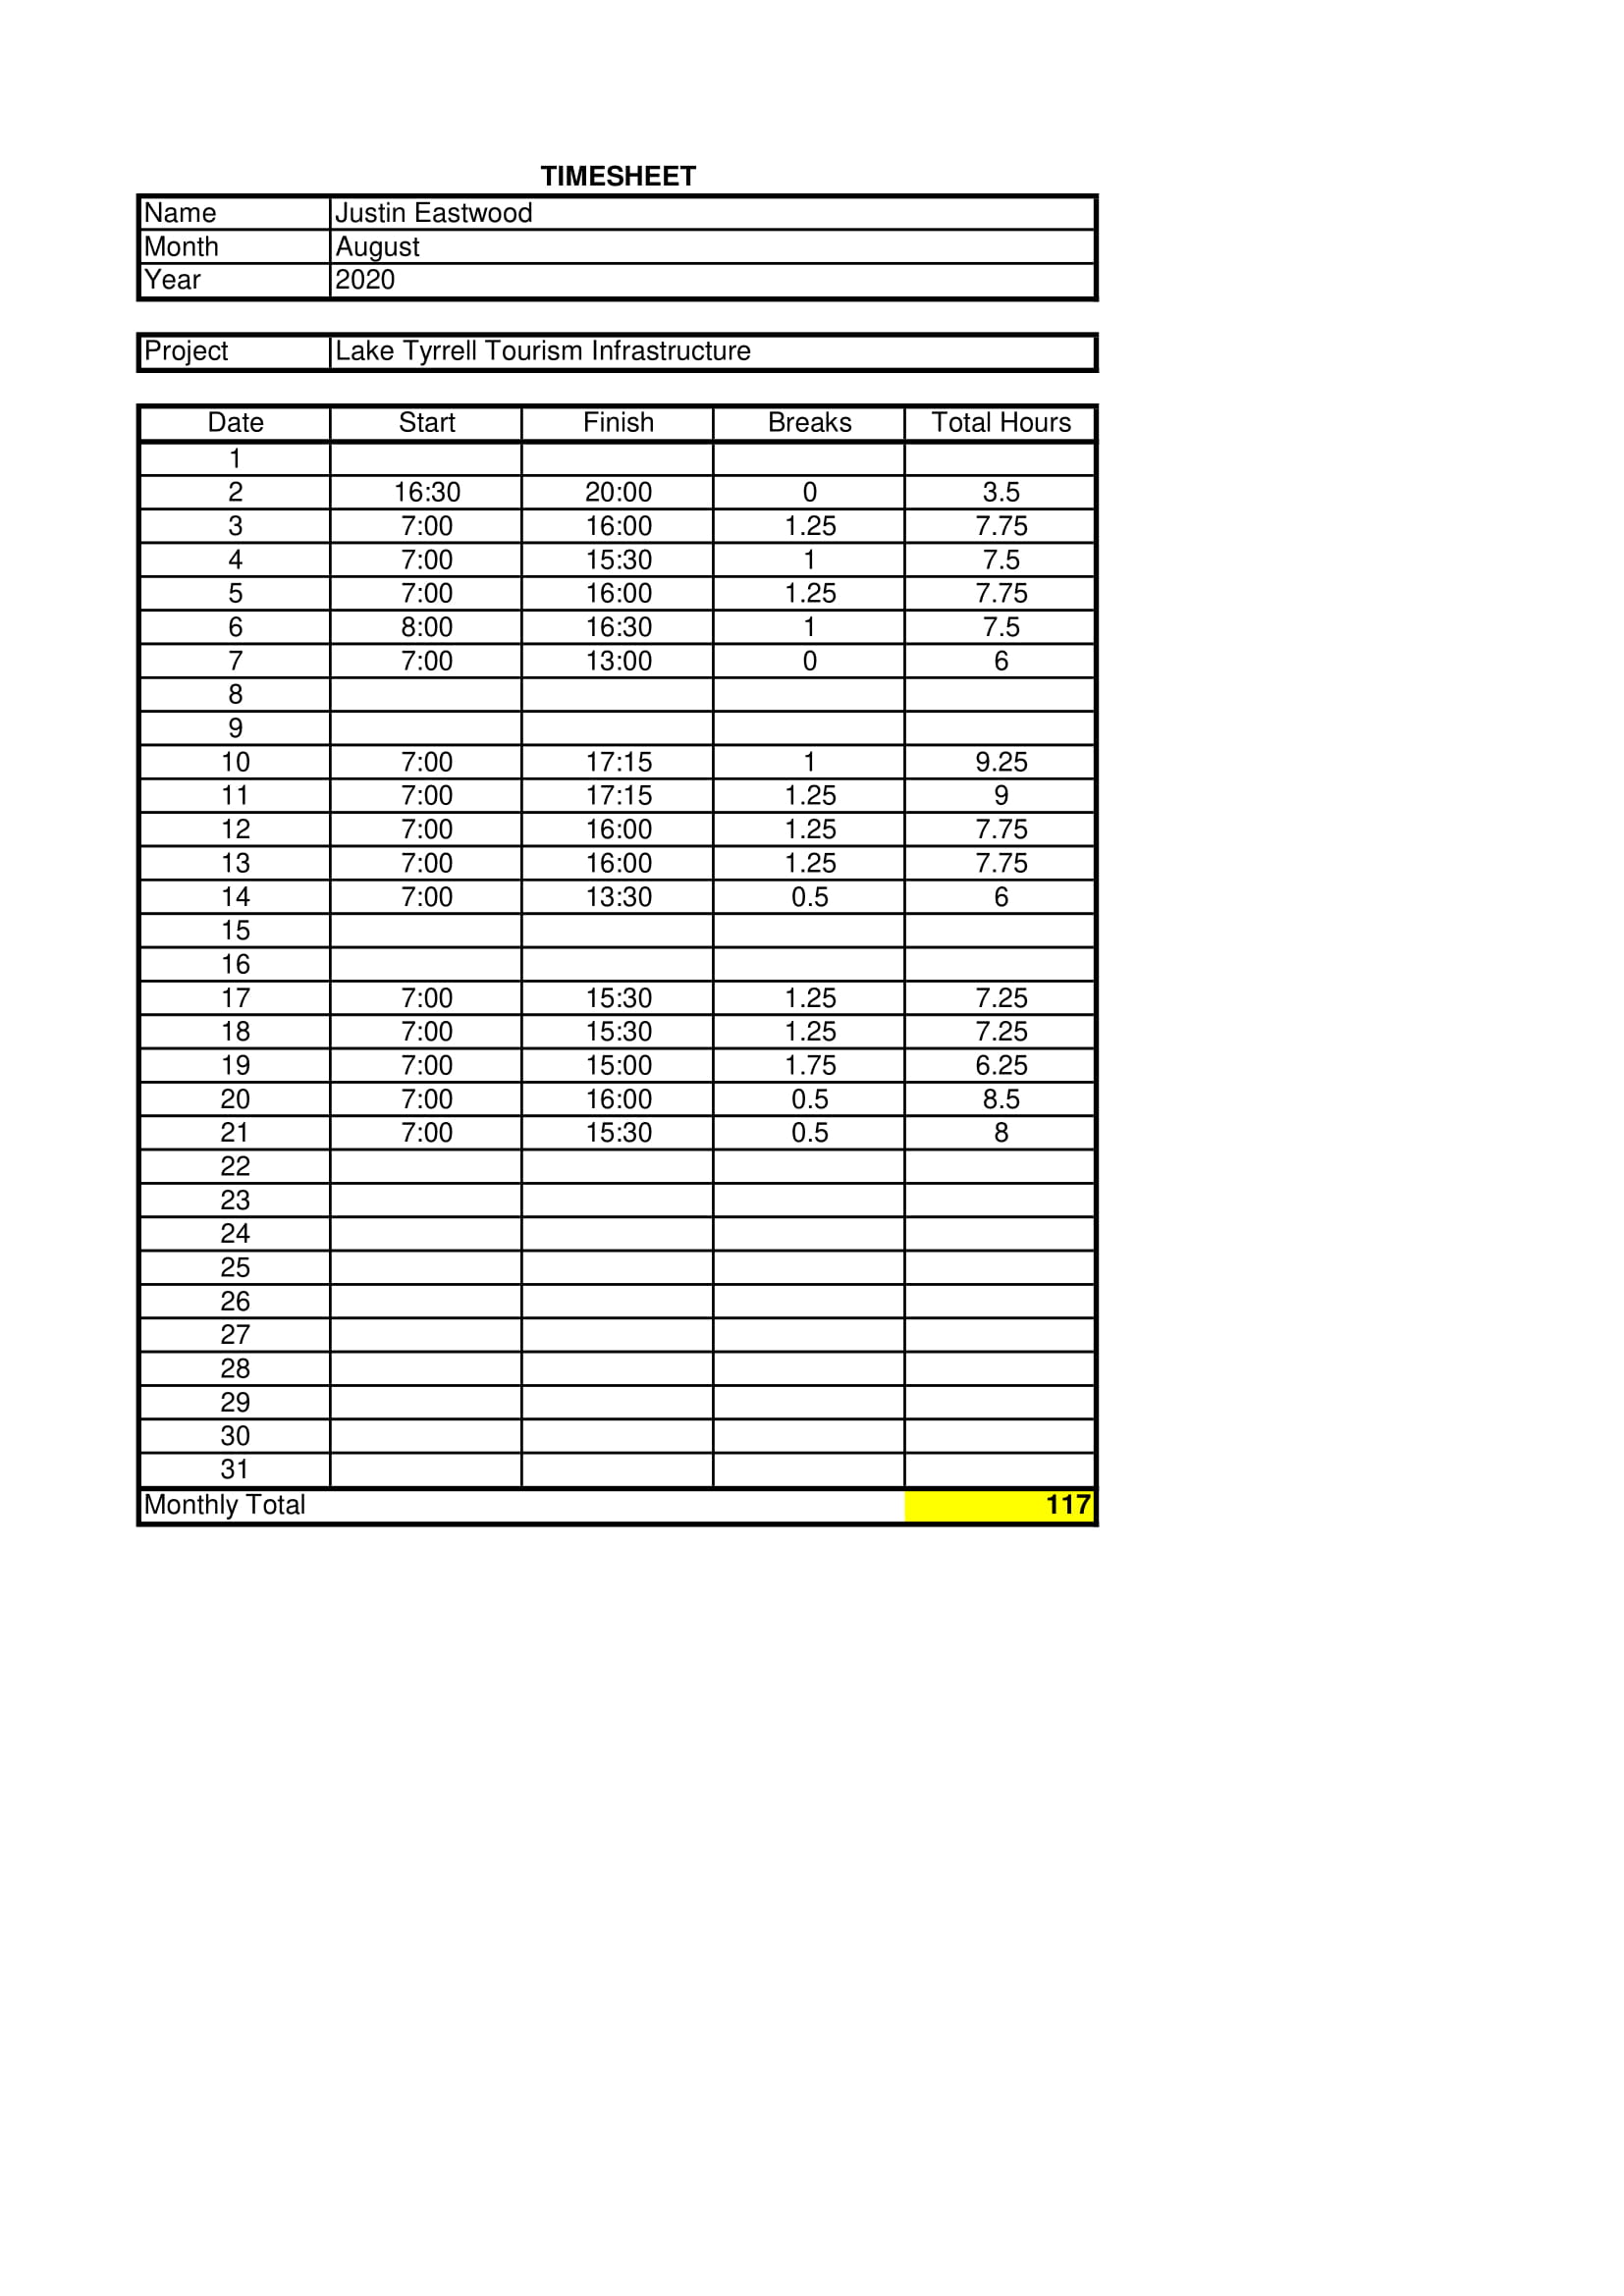 TIMESHEET
Name Justin Eastwood
Month August
Year 2020
Project Lake Tyrrell Tourism Infrastructure
Date Start Finish Breaks Total Hours
1
2 16:30 20:00 0 3.5
3 7:00 16:00 1.25 7.75
4 7:00 15:30 1 7.5
5 7:00 16:00 1.25 7.75
6 8:00 16:30 1 7.5
7 7:00 13:00 0 6
8
9
10 7:00 17:15 1 9.25
11 7:00 17:15 1.25 9
12 7:00 16:00 1.25 7.75
13 7:00 16:00 1.25 7.75
14 7:00 13:30 0.5 6
15
16
17 7:00 15:30 1.25 7.25
18 7:00 15:30 1.25 7.25
19 7:00 15:00 1.75 6.25
20 7:00 16:00 0.5 8.5
21 7:00 15:30 0.5 8
22
23
24
25
26
27
28
29
30
31
Monthly Total 117